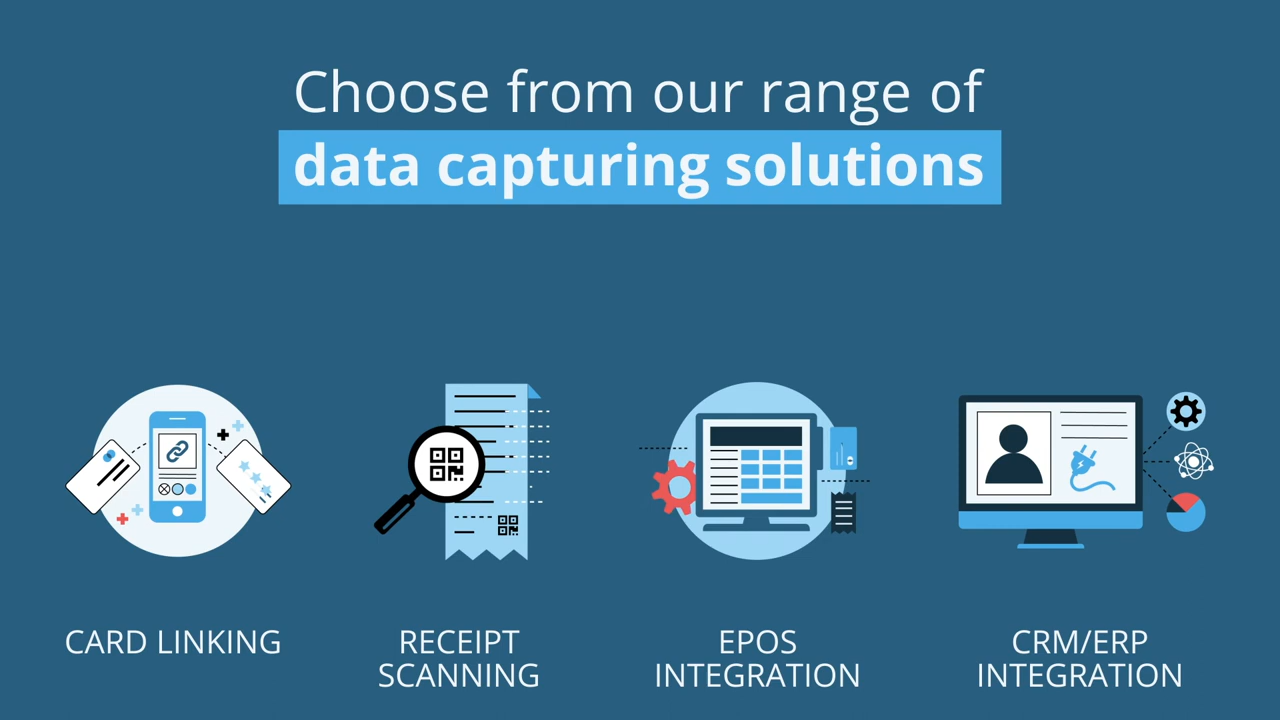 Choose from our range of
data capturing solutions
CARD LINKING
RECEIPT
SCANNING
EPOS
INTEGRATION
CRM/ERP
INTEGRATION